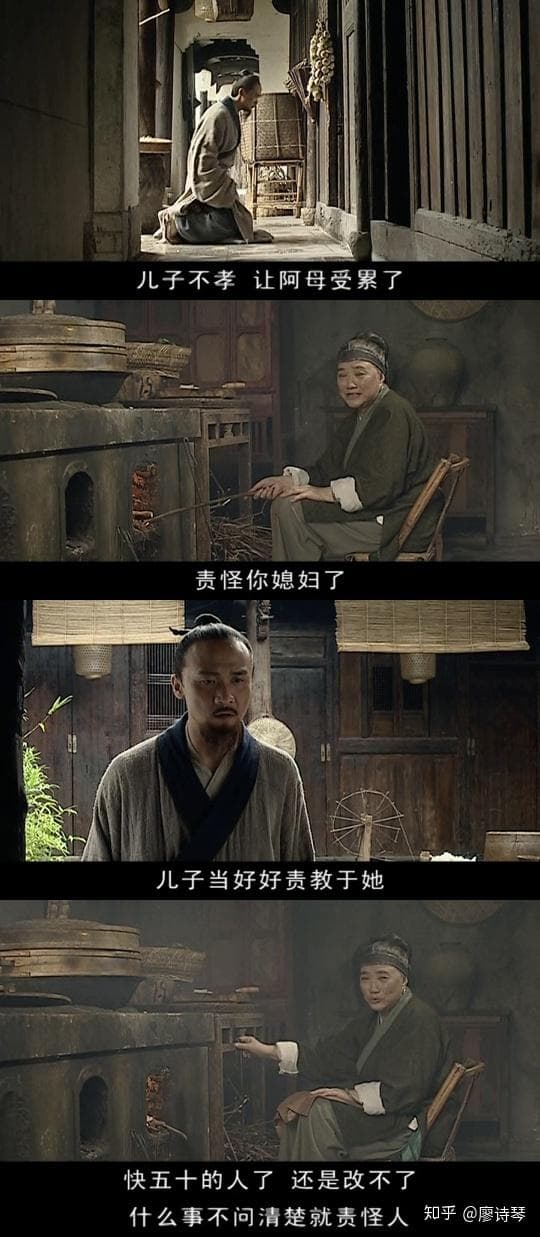 儿子不孝 让阿母受累了
责怪你媳妇了
儿子当好好责教于她
快五十的人了 还是改不了
什么事不问清楚就责怪人
知乎 @廖诗琴